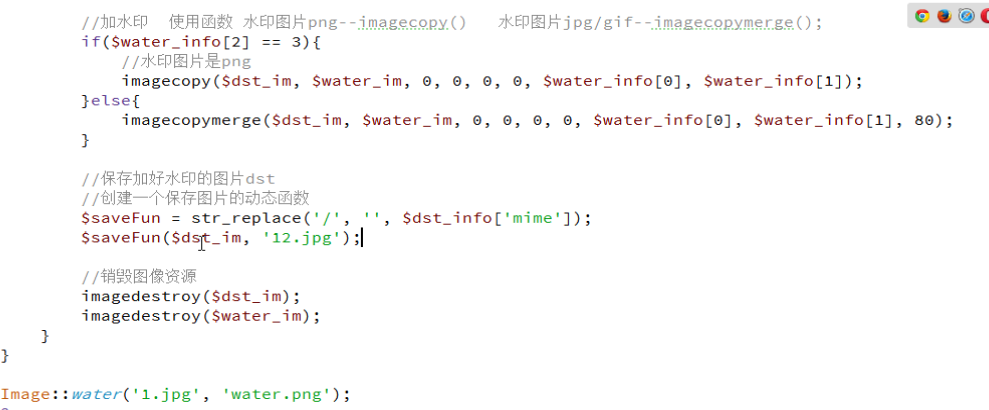 //加水印 使用函数 水印图片png--imagecopy() 水印图片jpg/gif--imagecopymerge();
if($water_info[2] == 3){
//水印图片是png
imagecopy($dst_im, $water_im, 0, 0, 0, 0, $water_info[0], $water_info[1]);
}else{
imagecopymerge($dst_im, $water_im, 0, 0, 0, 0, $water_info[0], $water_info[1], 80);
}
//保存加好水印的图片dst
//创建一个保存图片的动态函数
$saveFun = str_replace('/', '', $dst_info['mime']);
$saveFun($dst_im, '12.jpg');
//销毁图像资源
imagedestroy($dst_im);
imagedestroy($water_im);
}
}
Image::water('1.jpg', 'water.png');